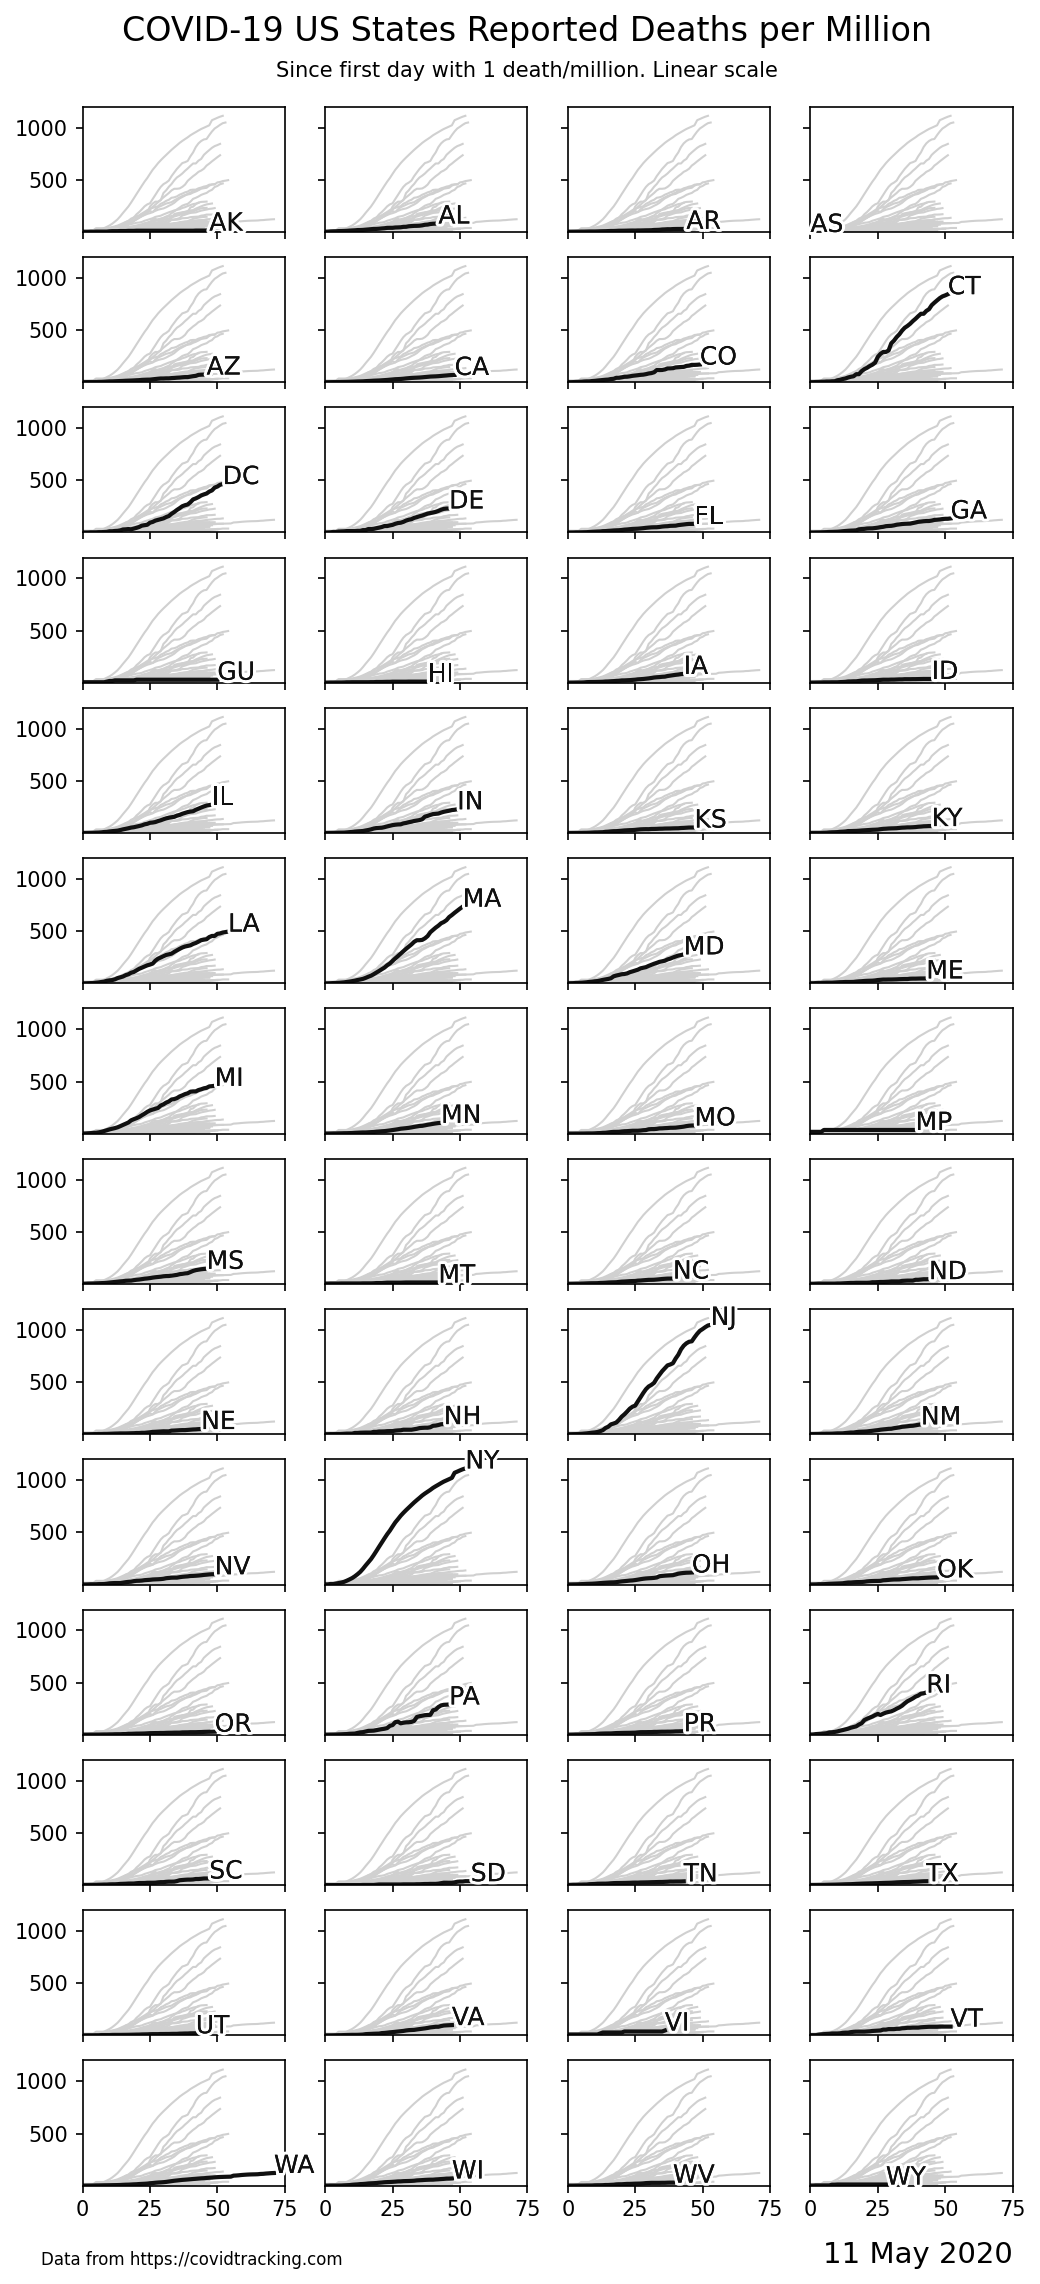 COVID-19 US States Reported Deaths per Million
Since first day with 1 death/million. Linear scale
1000
500
AK
AL
AR
AS
1000
500
AZ
CA
CO
CT
1000
500
DC
DE
FL
GA
1000
500
GU
HI
IA
ID
1000
500
IL
IN
KS
KY
1000
500
LA
MA
MD
ME
1000
500
MI
MN
MO
MP
1000
500
MS
MT
NC
ND
1000
500
NE
NH
NJ
NM
1000
500
NV
NY
OH
OK
1000
500
OR
PA
PR
RI
1000
500
SC
SD
TN
TX
1000
500
UT
VA
VI
VT
1000
500
WA
WI
WV
WY
0 25 50 75 0 25 50 75 0 25 50 75 0 25 50 75
Data from https://covidtracking.com
11 May 2020